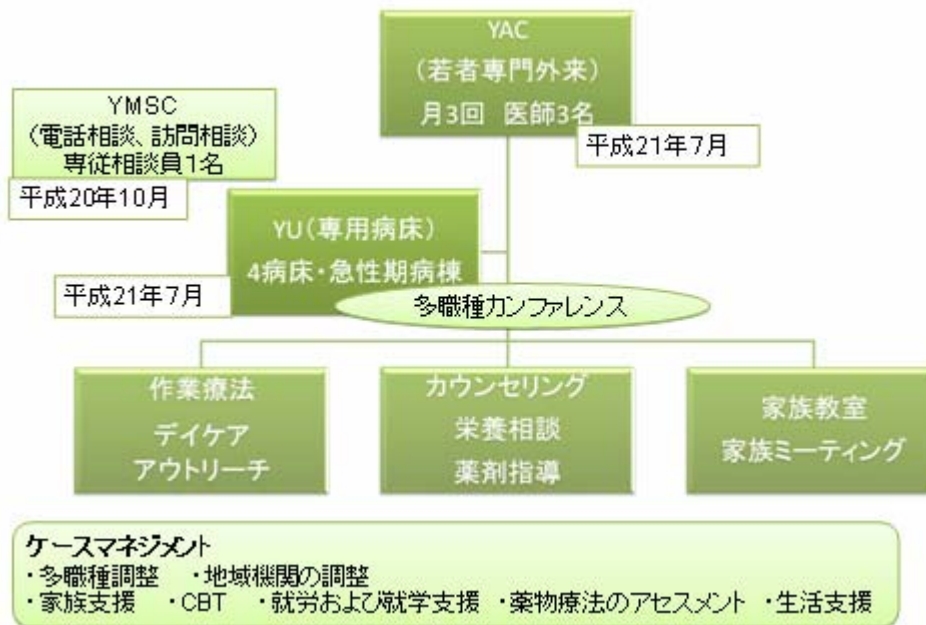 YAC
(若者専門外来)
月3回 医師3名
平成21年7月
YMSC
(電話相談、訪問相談)
専従相談員1名
平成20年10月
YU(専用病床)
4病床・急性期病棟
平成21年7月
多職種カンファレンス
作業療法
デイケア
アウトリーチ
カウンセリング
栄養相談
薬剤指導
家族教室
家族ミーティング
ケースマネジメント
・多職種調整 ・地域機関の調整
・家族支援 ・CBT ・就労および就学支援 ・薬物療法のアセスメント ・生活支援